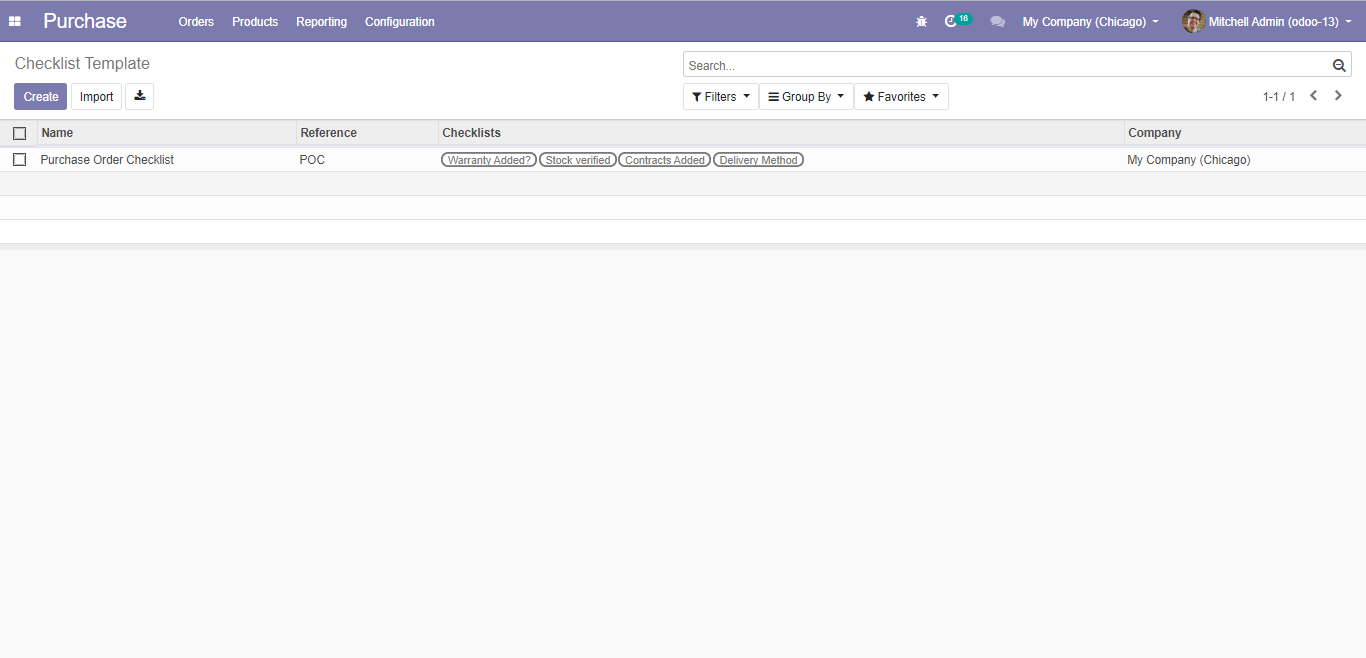 Purchase Orders Products Reporting Configuration 16 My Company (Chicago) Mitchell Admin (odoo-13)
Checklist Template
Search...
Create Import Filters Group By Favorites 1-1 / 1
Name Reference Checklists Company
Purchase Order Checklist POC Warranty Added? Stock verified Contracts Added Delivery Method My Company (Chicago)